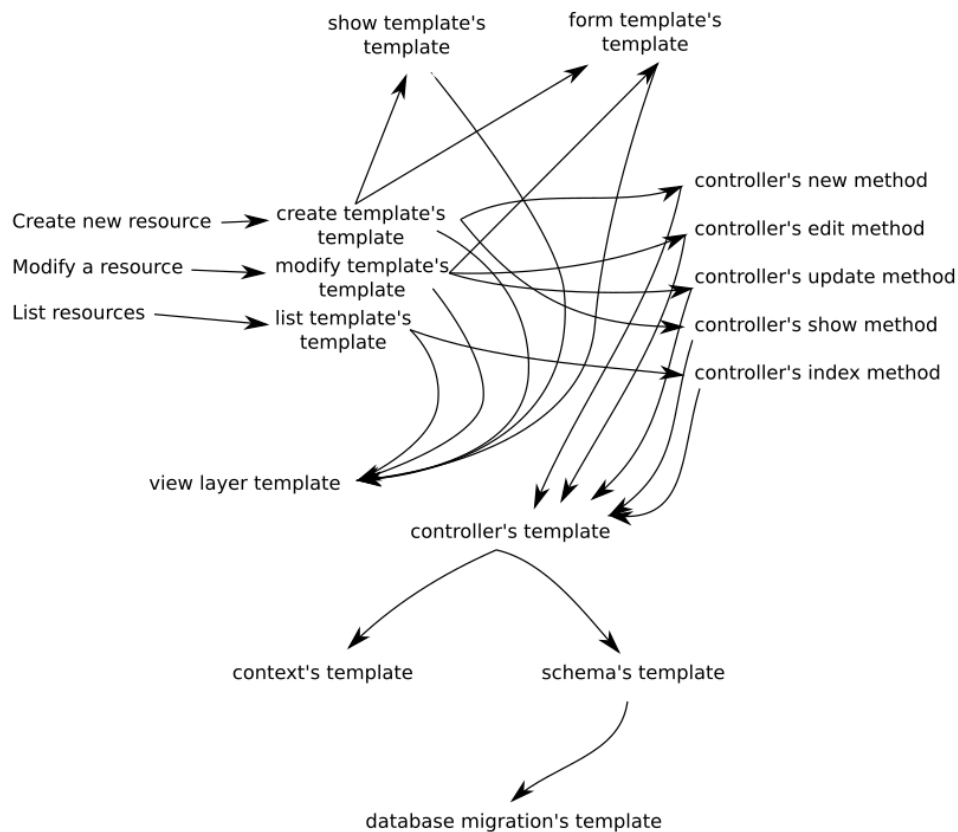 show template's
template
form template's
template
controller's new method
Create new resource
create template's
template
controller's edit method
Modify a resource
modify template's
template
controller's update method
List resources
list template's
template
controller's show method
controller's index method
view layer template
controller's template
context's template
schema's template
database migration's template